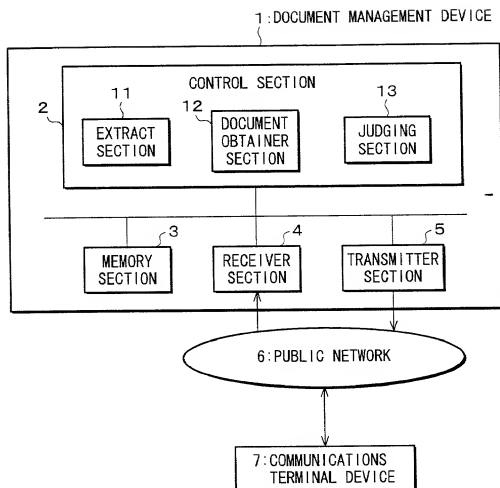 1:DOCUMENT MANAGEMENT DEVICE
CONTROL SECTION
2
11
12
13
EXTRACT
SECTION
DOCUMENT
OBTAINER
SECTION
JUDGING
SECTION
3
4
5
MEMORY
SECTION
RECEIVER
SECTION
TRANSMITTER
SECTION
6:PUBLIC NETWORK
7:COMMUNICATIONS
TERMINAL DEVICE